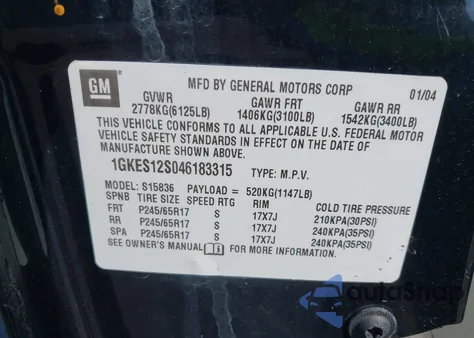 GM
MFD BY GENERAL MOTORS CORP 01/04
GVWR GAWR FRT GAWR RR
2778KG(6125LB) 1406KG(3100LB) 1542KG(3400LB)
THIS VEHICLE CONFORMS TO ALL APPLICABLE U.S. FEDERAL MOTOR
VEHICLE SAFETY STANDARDS IN EFFECT ON THE DATE OF
MANUFACTURE SHOWN ABOVE.
1GKES12S046183315 TYPE: M.P.V.
MODEL: S15836 PAYLOAD = 520KG(1147LB)
SPNB TIRE SIZE SPEED RTG RIM COLD TIRE PRESSURE
FRT P245/65R17 S 17X7J 210KPA(30PSI)
RR P245/65R17 S 17X7J 240KPA(35PSI)
SPA P245/65R17 S 17X7J 240KPA(35PSI)
SEE OWNER'S MANUAL FOR MORE INFORMATION.
autoSnap